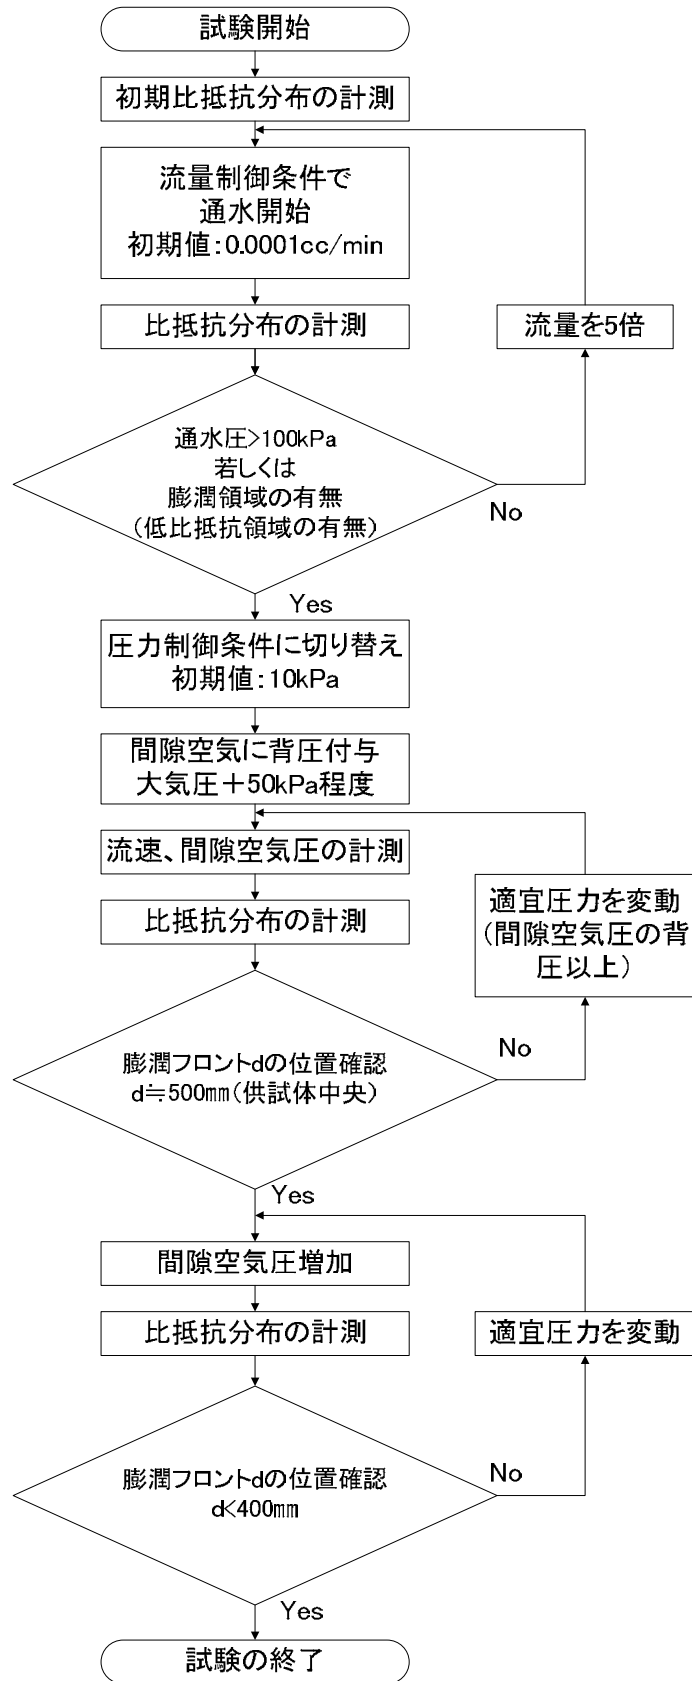 試験開始
初期比抵抗分布の計測
流量制御条件で
通水開始
初期値:0.0001cc/min
比抵抗分布の計測
流量を5倍
通水圧>100kPa
若しくは
膨潤領域の有無
(低比抵抗領域の有無)
No
Yes
圧力制御条件に切り替え
初期値:10kPa
間隙空気に背圧付与
大気圧+50kPa程度
流速、間隙空気圧の計測
比抵抗分布の計測
適宜圧力を変動
(間隙空気圧の背
圧以上)
膨潤フロントdの位置確認
d≒500㎜(供試体中央)
No
Yes
間隙空気圧増加
比抵抗分布の計測
適宜圧力を変動
膨潤フロントdの位置確認
d<400㎜
No
Yes
試験の終了